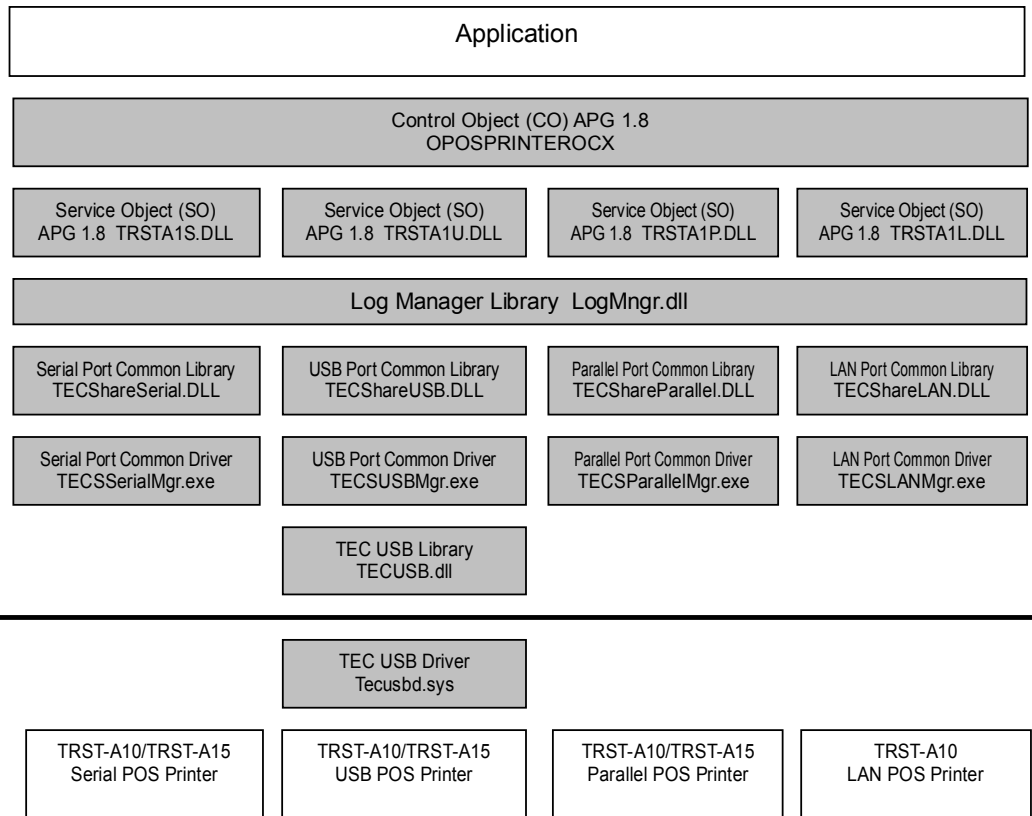 Application
Control Object (CO) APG 1.8
OPOSPRINTEROCX
Service Object (SO)
APG 1.8 TRSTA1S.DLL
Service Object (SO)
APG 1.8 TRSTA1U.DLL
Service Object (SO)
APG 1.8 TRSTA1P.DLL
Service Object (SO)
APG 1.8 TRSTA1L.DLL
Log Manager Library LogMngr.dll
Serial Port Common Library
TECShareSerial.DLL
USB Port Common Library
TECShareUSB.DLL
Parallel Port Common Library
TECShareParallel.DLL
LAN Port Common Library
TECShareLAN.DLL
Serial Port Common Driver
TECSSerialMgr.exe
USB Port Common Driver
TECSUSBMgr.exe
Parallel Port Common Driver
TECSParallelMgr.exe
LAN Port Common Driver
TECSLANMgr.exe
TEC USB Library
TECUSB.dll
TEC USB Driver
Tecusbd.sys
TRST-A10/TRST-A15
Serial POS Printer
TRST-A10/TRST-A15
USB POS Printer
TRST-A10/TRST-A15
Parallel POS Printer
TRST-A10
LAN POS Printer